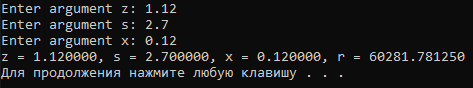 Enter argument z: 1.12
Enter argument s: 2.7
Enter argument x: 0.12
z = 1.120000, s = 2.700000, x = 0.120000, r = 60281.781250
Для продолжения нажмите любую клавишу . . .